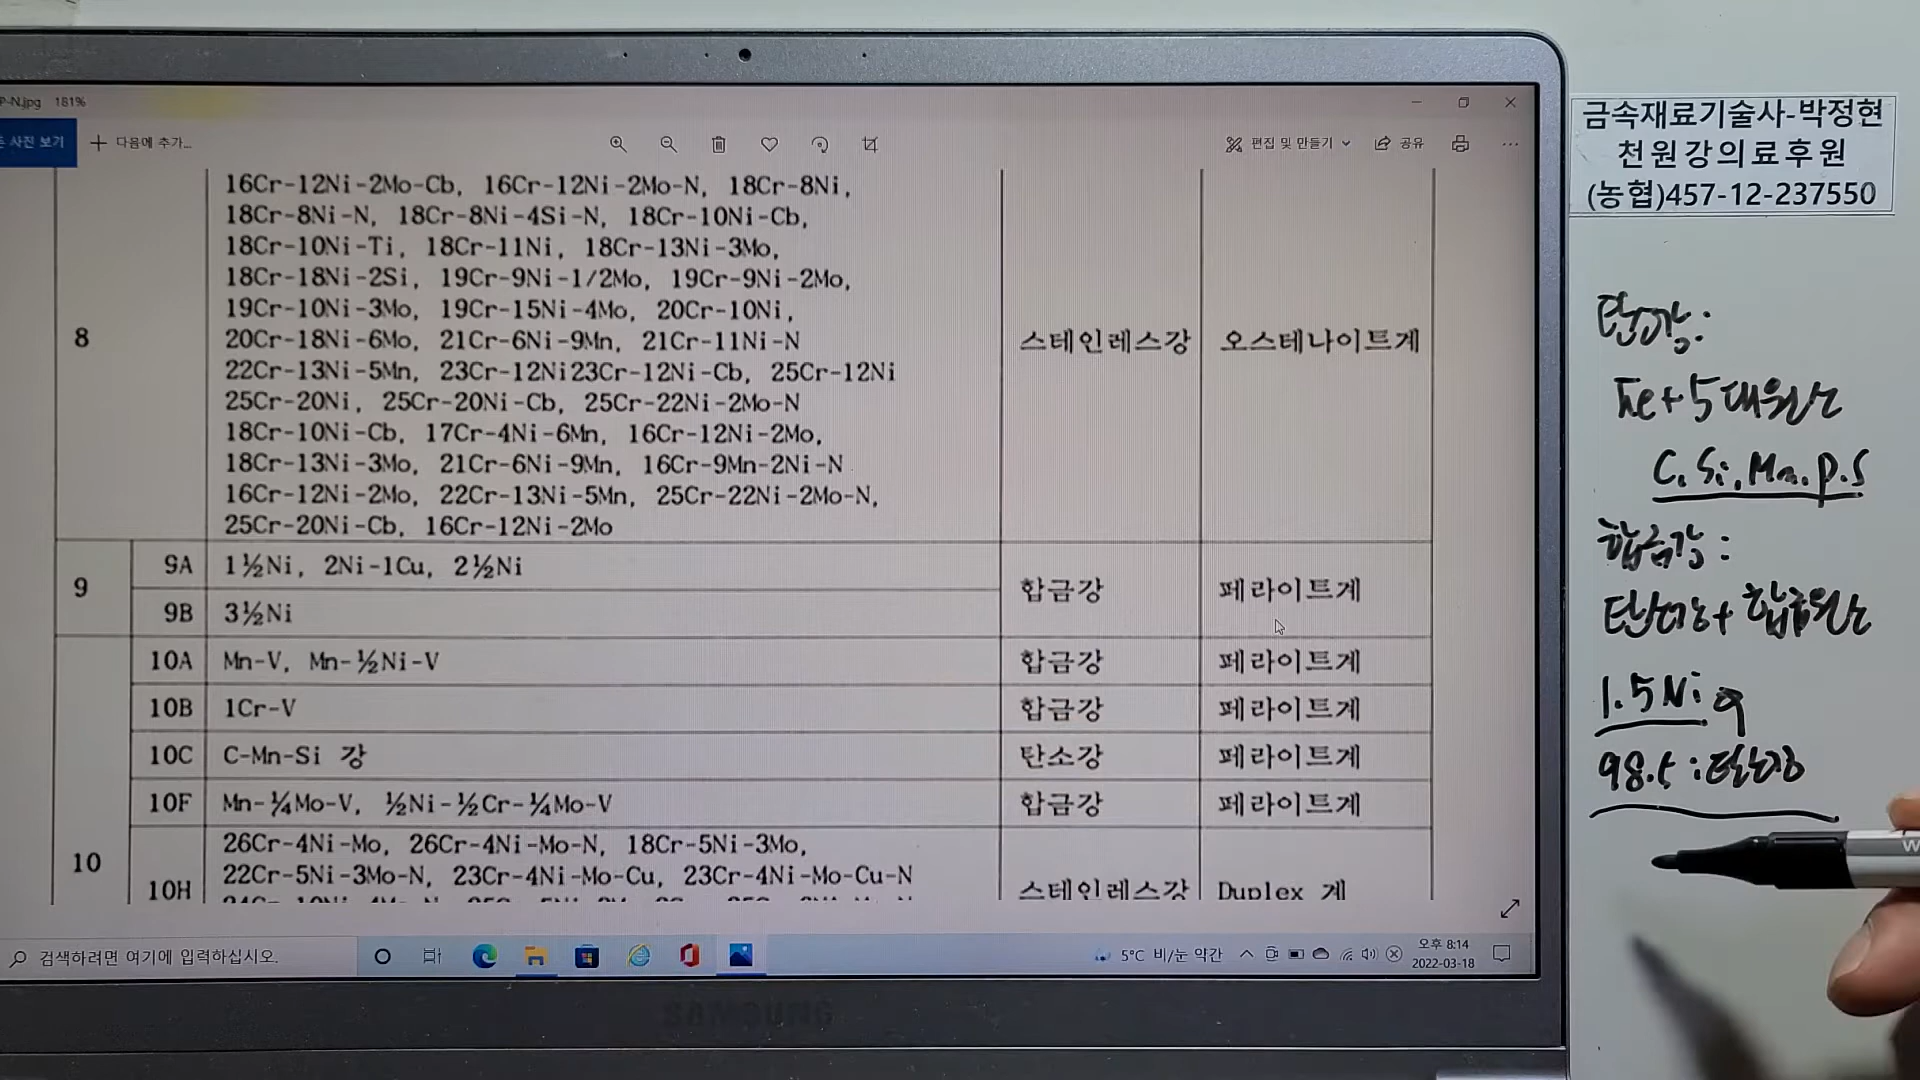 P-N.jpg 181%
사진 보기
다음에 추가...
편집 및 만들기
공유
8
16Cr-12Ni-2Mo-Cb, 16Cr-12Ni-2Mo-N, 18Cr-8Ni,
18Cr-8Ni-N, 18Cr-8Ni-4Si-N, 18Cr-10Ni-Cb,
18Cr-10Ni-Ti, 18Cr-11Ni, 18Cr-13Ni-3Mo,
18Cr-18Ni-2Si, 19Cr-9Ni-1/2Mo, 19Cr-9Ni-2Mo,
19Cr-10Ni-3Mo, 19Cr-15Ni-4Mo, 20Cr-10Ni,
20Cr-18Ni-6Mo, 21Cr-6Ni-9Mn, 21Cr-11Ni-N
22Cr-13Ni-5Mn, 23Cr-12Ni23Cr-12Ni-Cb, 25Cr-12Ni
25Cr-20Ni, 25Cr-20Ni-Cb, 25Cr-22Ni-2Mo-N
18Cr-10Ni-Cb, 17Cr-4Ni-6Mn, 16Cr-12Ni-2Mo,
18Cr-13Ni-3Mo, 21Cr-6Ni-9Mn, 16Cr-9Mn-2Ni-N
16Cr-12Ni-2Mo, 22Cr-13Ni-5Mn, 25Cr-22Ni-2Mo-N,
25Cr-20Ni-Cb, 16Cr-12Ni-2Mo
스테인레스강 오스테나이트계
9
9A 1½Ni, 2Ni-1Cu, 2½Ni
9B 3½Ni
합금강 페라이트계
10A Mn-V, Mn-½Ni-V 합금강 페라이트계
10B 1Cr-V 합금강 페라이트계
10C C-Mn-Si 강 탄소강 페라이트계
10F Mn-¼Mo-V, ½Ni-½Cr-¼Mo-V 합금강 페라이트계
10
10H 26Cr-4Ni-Mo, 26Cr-4Ni-Mo-N, 18Cr-5Ni-3Mo,
22Cr-5Ni-3Mo-N, 23Cr-4Ni-Mo-Cu, 23Cr-4Ni-Mo-Cu-N
스테인레스강 Duplex 계
검색하려면 여기에 입력하십시오.
5°C 비/눈 약간
오후 8:14
2022-03-18
SAMSUNG
금속재료기술사-박정현
천원강의료후원
(농협)457-12-237550
Fe+5대원소
C. Si. Mn. P. S
합금강:
탄소강+합금원소
1.5Ni
98.5:탄소강
W